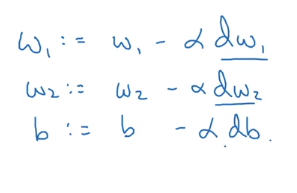 w₁ := w₁ - α dw₁
w₂ := w₂ - α dw₂
b := b - α db.